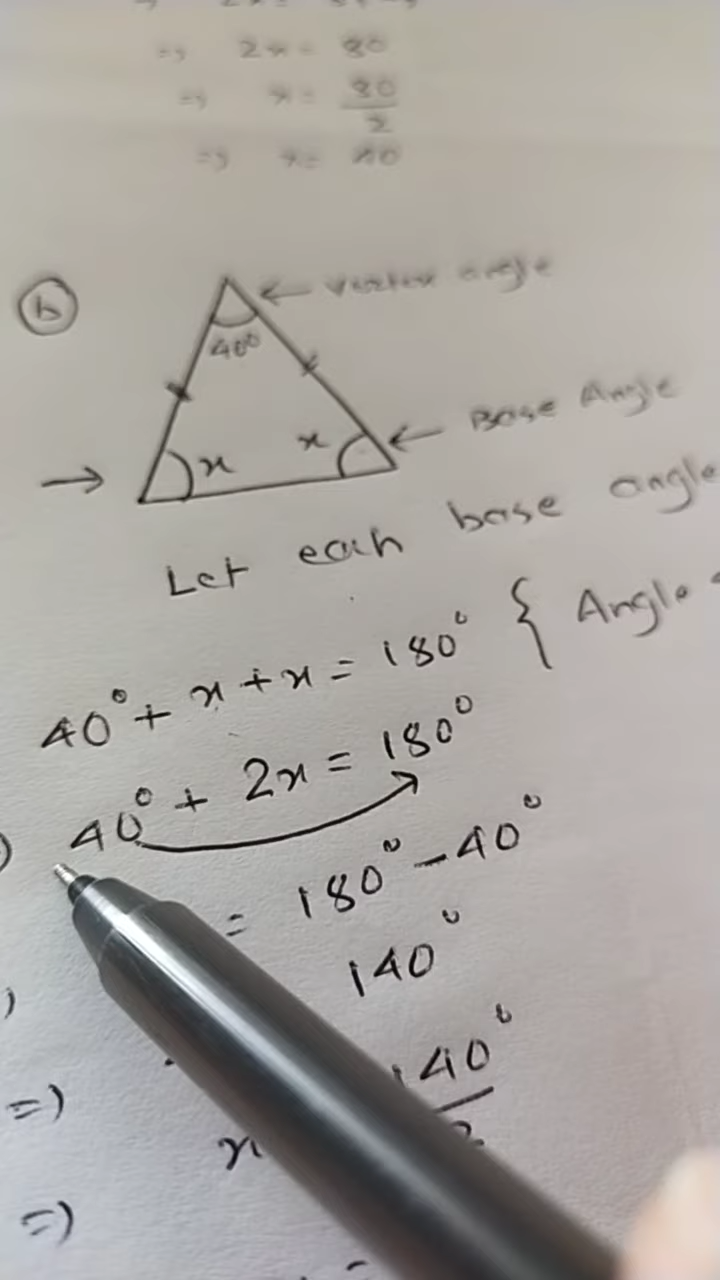 => 2x = 80
=> x = 80/2
=> x = 40
(b)
← vertex angle
40°
x x ← Base Angle
→
Let each base angle
40° + x + x = 180° { Angle
40° + 2x = 180°
= 180° - 40°
140°
=) x 140°/2
=)